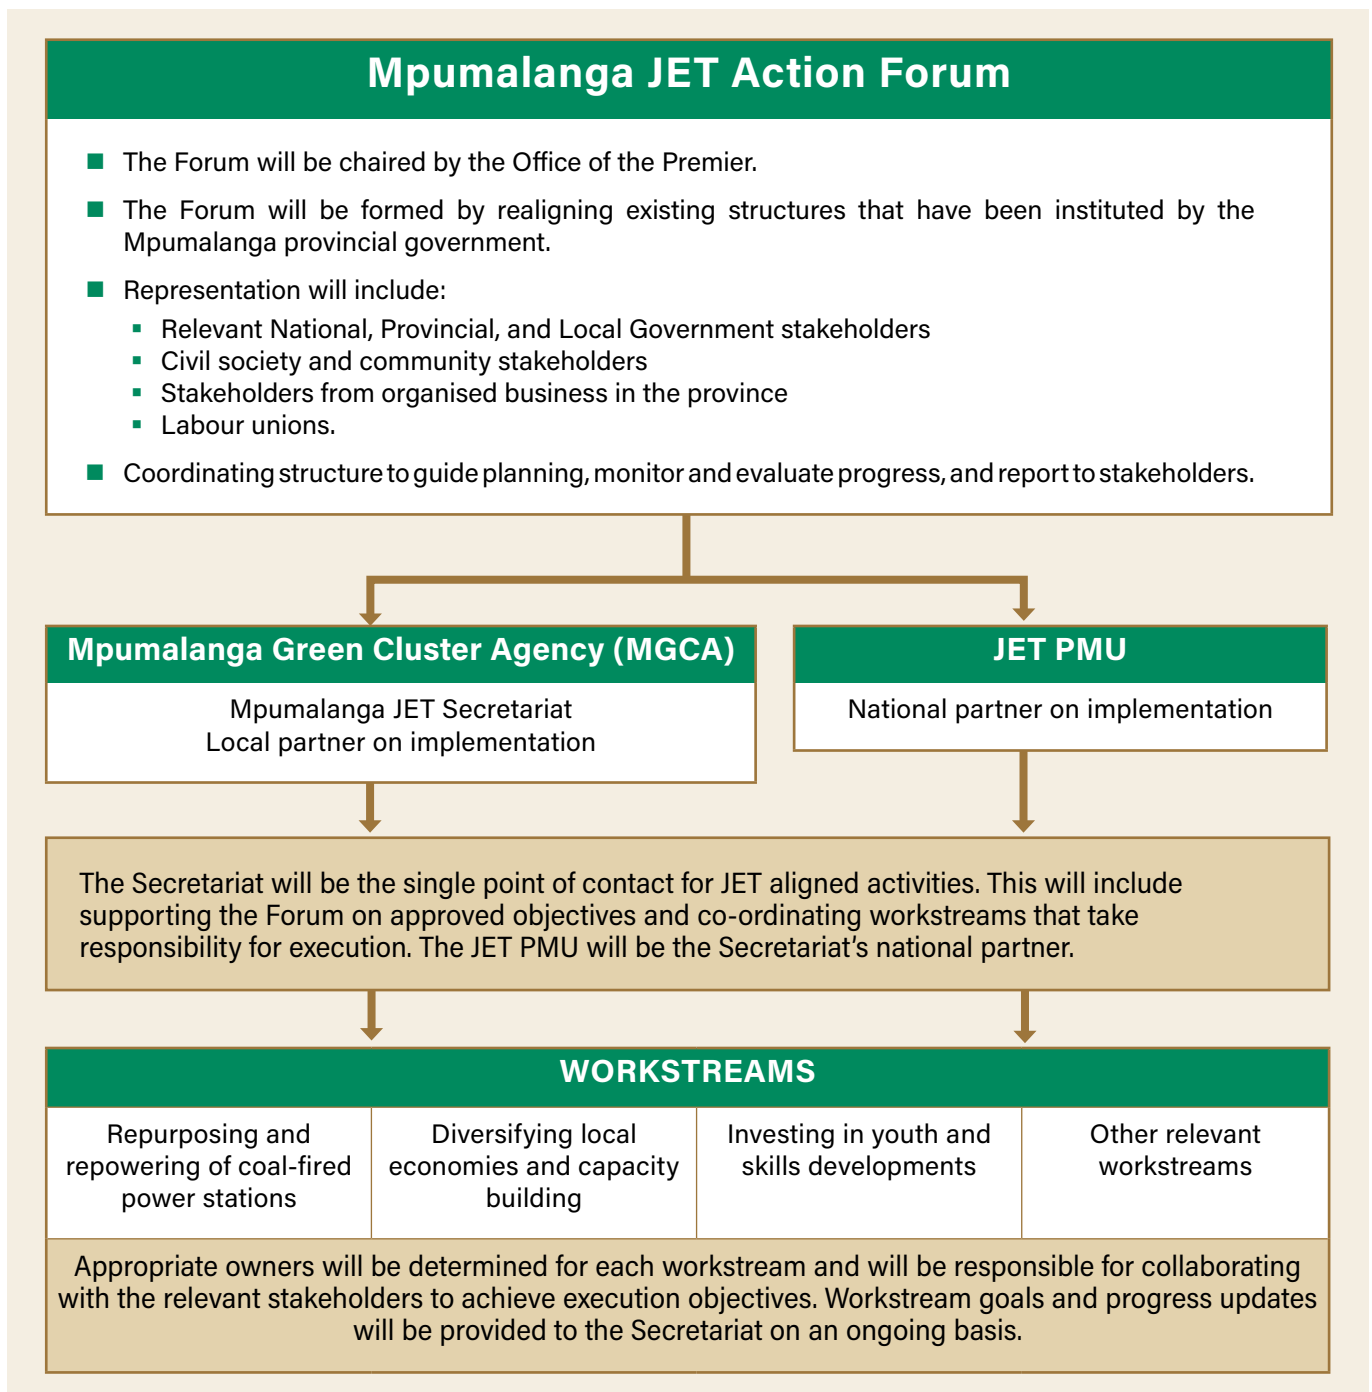 Mpumalanga JET Action Forum
The Forum will be chaired by the Office of the Premier.
The Forum will be formed by realigning existing structures that have been instituted by the
Mpumalanga provincial government.
Representation will include:
Relevant National, Provincial, and Local Government stakeholders
Civil society and community stakeholders
Stakeholders from organised business in the province
Labour unions.
Coordinating structure to guide planning, monitor and evaluate progress, and report to stakeholders.
Mpumalanga Green Cluster Agency (MGCA)
Mpumalanga JET Secretariat
Local partner on implementation
JET PMU
National partner on implementation
The Secretariat will be the single point of contact for JET aligned activities. This will include
supporting the Forum on approved objectives and co-ordinating workstreams that take
responsibility for execution. The JET PMU will be the Secretariat's national partner.
WORKSTREAMS
Repurposing and
repowering of coal-fired
power stations
Diversifying local
economies and capacity
building
Investing in youth and
skills developments
Other relevant
workstreams
Appropriate owners will be determined for each workstream and will be responsible for collaborating
with the relevant stakeholders to achieve execution objectives. Workstream goals and progress updates
will be provided to the Secretariat on an ongoing basis.